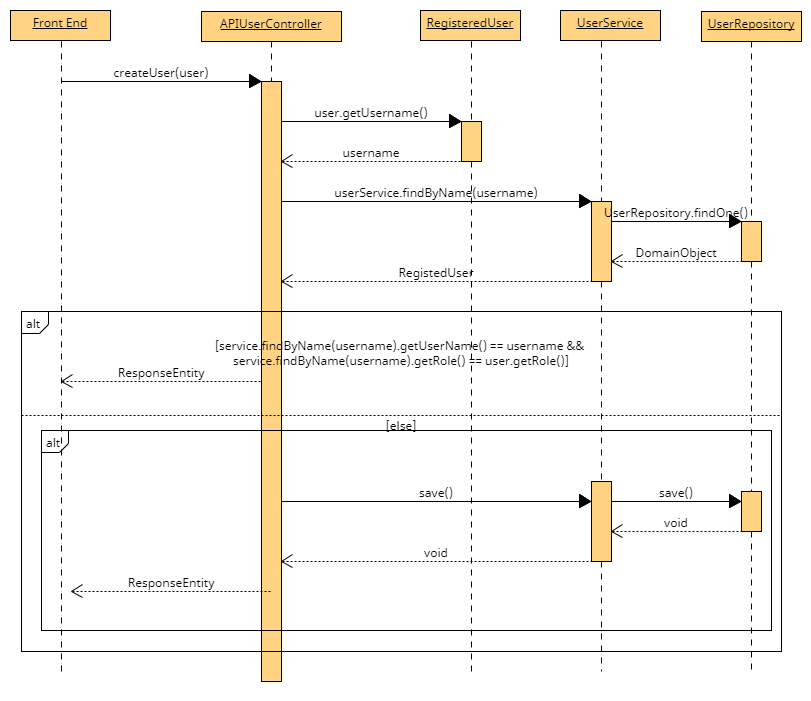 Front End
APIUserController
RegisteredUser
UserService
UserRepository
createUser(user)
user.getUsername()
username
userService.findByName(username)
UserRepository.findOne()
DomainObject
RegistedUser
alt
[service.findByName(username).getUserName() == username &&
service.findByName(username).getRole() == user.getRole()]
ResponseEntity
[else]
alt
save()
save()
void
void
ResponseEntity